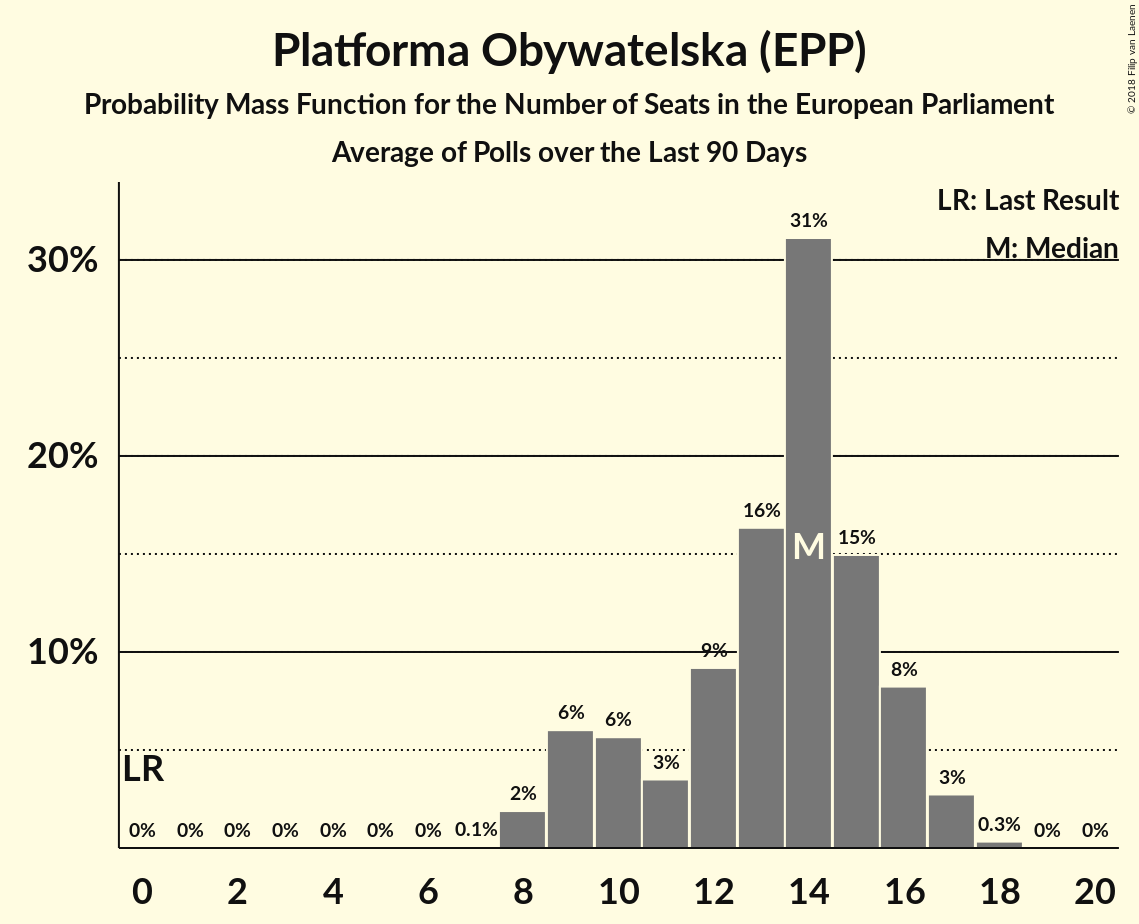 Platforma Obywatelska (EPP)
Probability Mass Function for the Number of Seats in the European Parliament
Average of Polls over the Last 90 Days
© 2018 Filip van Laenen
LR: Last Result
M: Median
30%
20%
10%
LR
M
0%
0%
0%
0%
0%
0%
0%
0.1%
2%
6%
6%
3%
9%
16%
31%
15%
8%
3%
0.3%
0%
0%
0 2 4 6 8 10 12 14 16 18 20